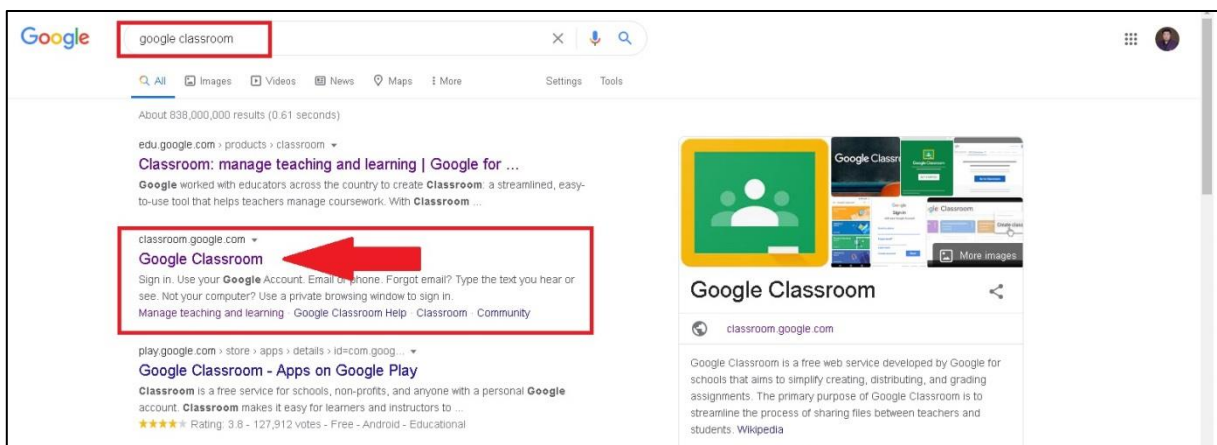 Google
google classroom
All Images Videos News Maps More Settings Tools
About 838,000,000 results (0.61 seconds)
edu.google.com › products › classroom
Classroom: manage teaching and learning | Google for ...
Google worked with educators across the country to create Classroom: a streamlined, easy-
to-use tool that helps teachers manage coursework. With Classroom ...
classroom.google.com
Google Classroom
Sign in. Use your Google Account. Email or phone. Forgot email? Type the text you hear or
see. Not your computer? Use a private browsing window to sign in.
Manage teaching and learning · Google Classroom Help · Classroom · Community
play.google.com › store › apps › details › id=com.goog...
Google Classroom - Apps on Google Play
Classroom is a free service for schools, non-profits, and anyone with a personal Google
account. Classroom makes it easy for learners and instructors to ...
Rating: 3.8 - 127,912 votes - Free - Android - Educational
Google Classr
Google Classroom
gle Classroom
More images
Google Classroom
classroom.google.com
Google Classroom is a free web service developed by Google for
schools that aims to simplify creating, distributing, and grading
assignments. The primary purpose of Google Classroom is to
streamline the process of sharing files between teachers and
students. Wikipedia